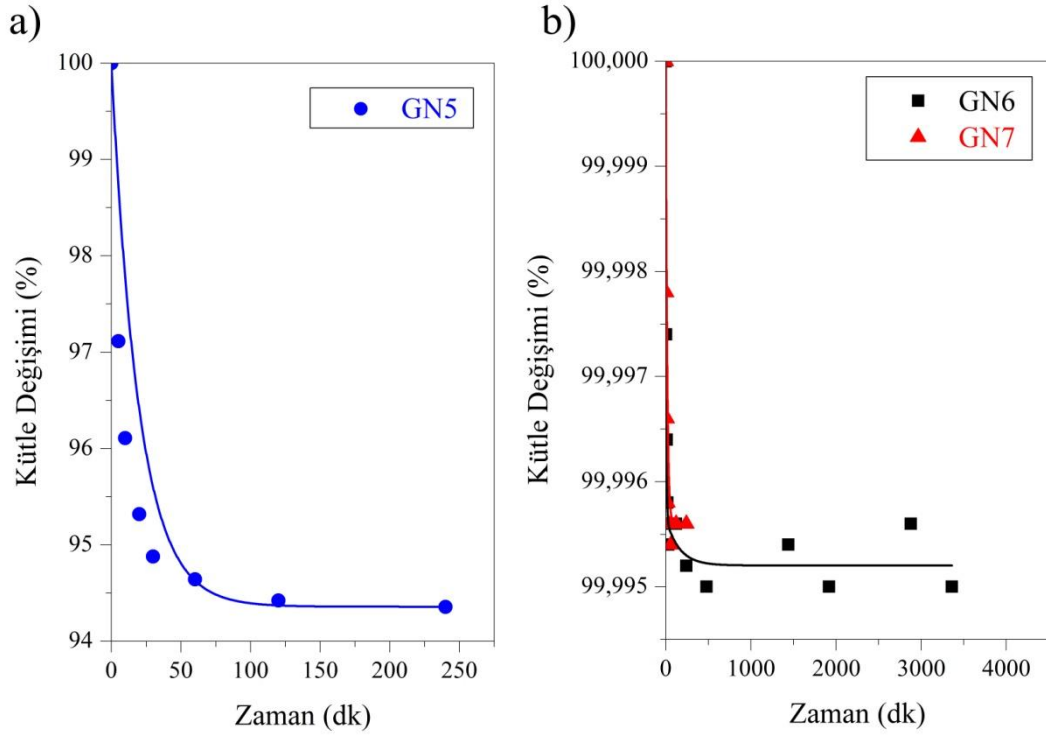 a)
100
99
98
97
96
95
94
Kütle Değişimi (%)
GN5
0 50 100 150 200 250
Zaman (dk)
b)
100,000
99,999
99,998
99,997
99,996
99,995
Kütle Değişimi (%)
GN6
GN7
0 1000 2000 3000 4000
Zaman (dk)